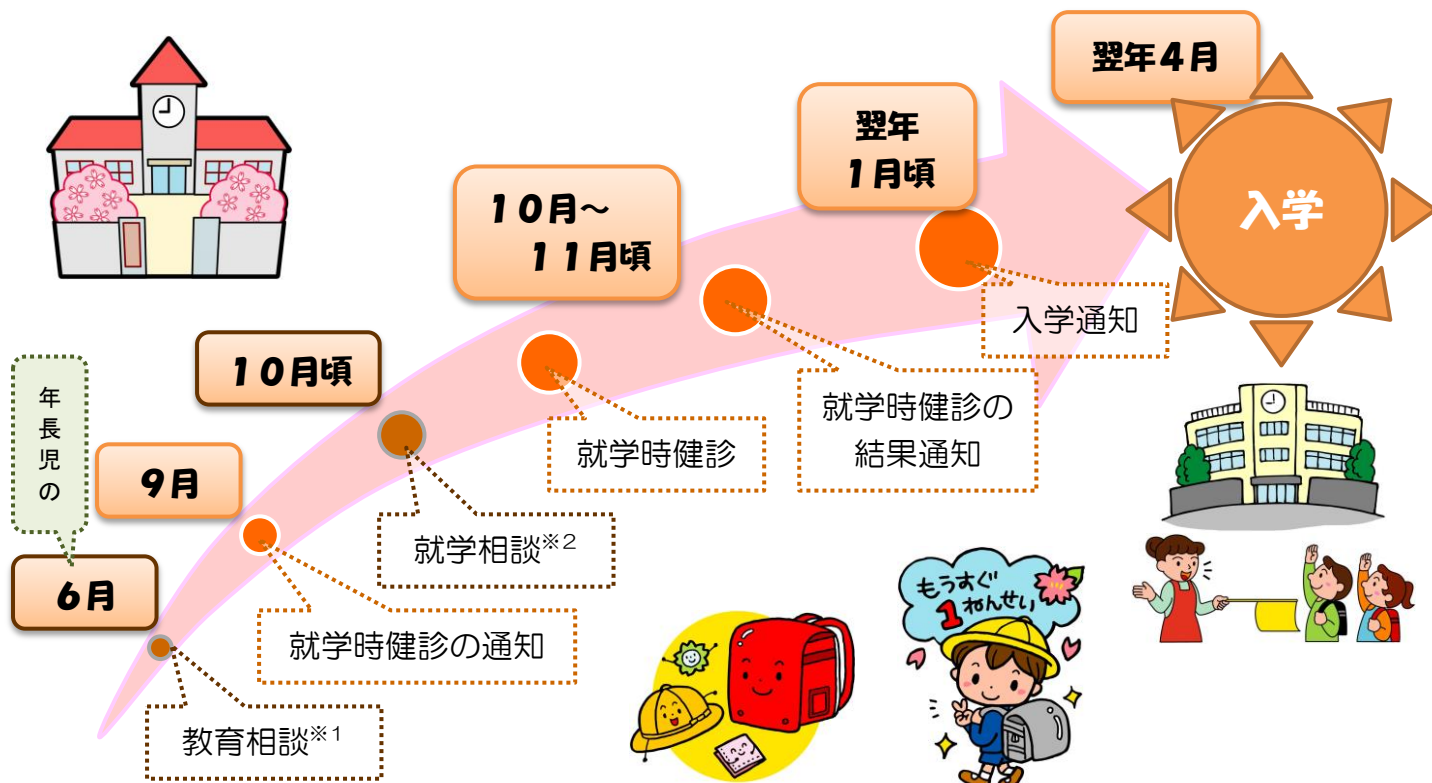 年長児の
6月
教育相談※1
9月
就学時健診の通知
10月頃
就学相談※2
10月～
11月頃
就学時健診
就学時健診の
結果通知
翌年
1月頃
入学通知
翌年4月
入学
もうすぐ
1ねんせい